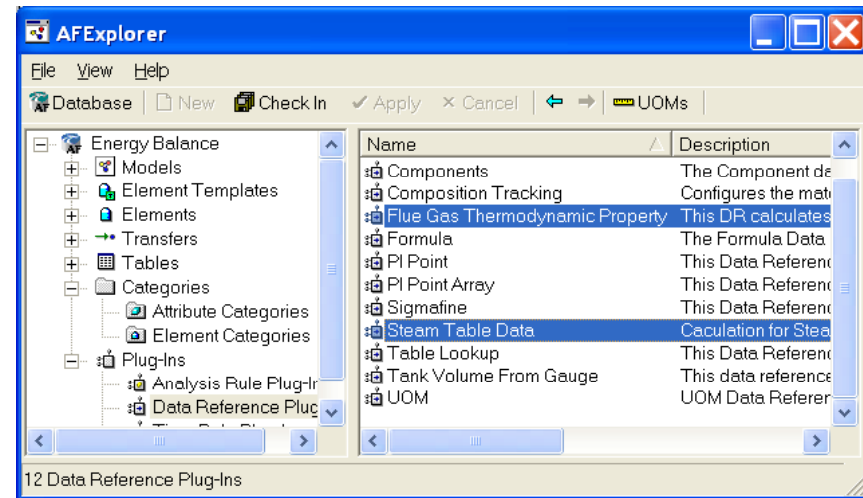 AFExplorer
File View Help
Database New Check In Apply Cancel UOMs
Energy Balance
Models
Element Templates
Elements
Transfers
Tables
Categories
Attribute Categories
Element Categories
Plug-Ins
Analysis Rule Plug-Ir
Data Reference Plug
Name Description
Components The Component da
Composition Tracking Configures the mate
Flue Gas Thermodynamic Property This DR calculates
Formula The Formula Data
PI Point This Data Referenc
PI Point Array This Data Referenc
Sigmafine This Data Referenc
Steam Table Data Caculation for Stea
Table Lookup This Data Referenc
Tank Volume From Gauge This data reference
UOM UOM Data Referer
12 Data Reference Plug-Ins